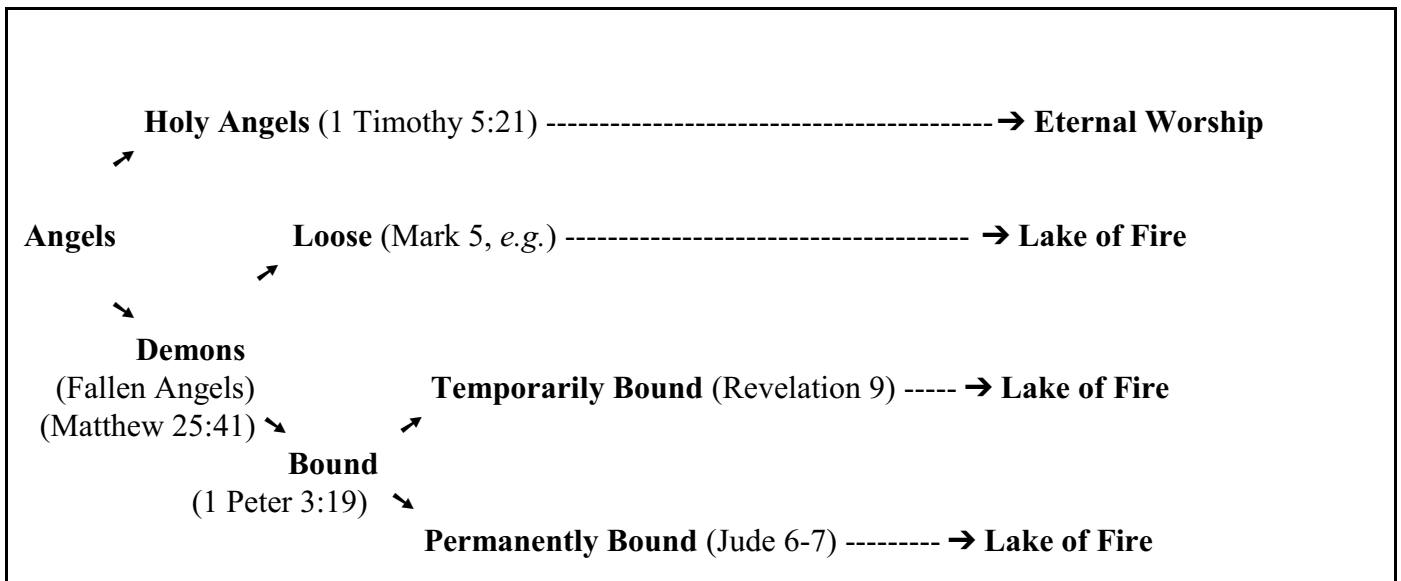 Holy Angels (1 Timothy 5:21) ------------------------------------------➔ Eternal Worship
➚
Angels Loose (Mark 5, e.g.) -------------------------------------- ➔ Lake of Fire
➚
➘
Demons
(Fallen Angels) Temporarily Bound (Revelation 9) ----- ➔ Lake of Fire
(Matthew 25:41) ➘ ➚
Bound
(1 Peter 3:19) ➘
Permanently Bound (Jude 6-7) --------- ➔ Lake of Fire